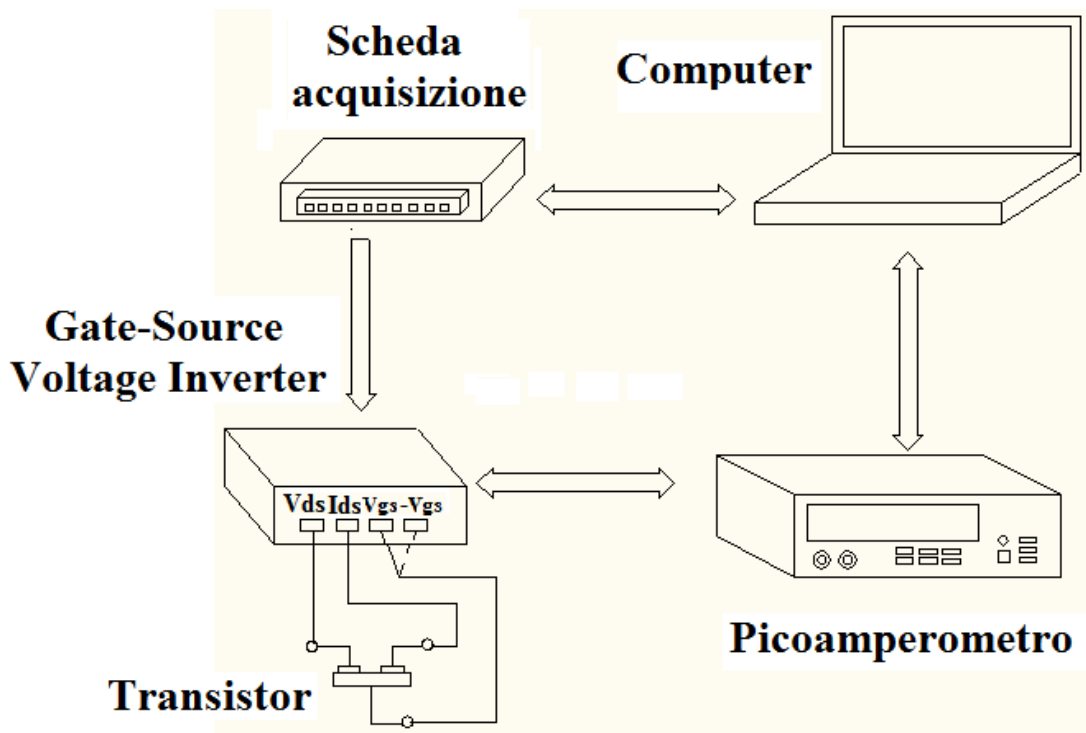 Scheda
acquisizione
Computer
Gate-Source
Voltage Inverter
Vds Ids Vgs -Vgs
Picoamperometro
Transistor